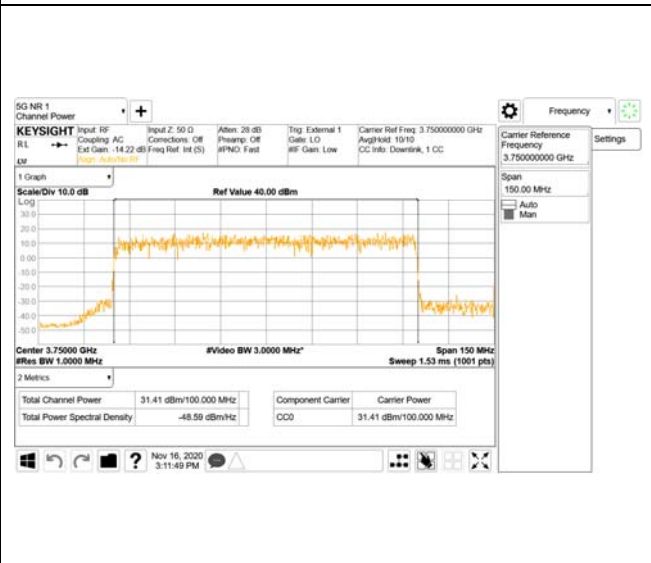 5G NR 1
Channel Power
Frequency
KEYSIGHT
Input: RF
Input Z: 50 Ω
Atten: 28 dB
Trig: External 1
Carrier Ref Freq: 3.750000000 GHz
RL
Coupling: AC
Corrections: Off
Preamp: Off
Gate: LO
Avg|Hold: 10/10
Ext Gain: -14.22 dB
Freq Ref: Int (S)
#PNO: Fast
#IF Gain: Low
CC Info: Downlink, 1 CC
Align: Auto/No RF
Carrier Reference
Frequency
3.750000000 GHz
Settings
Span
150.00 MHz
Auto
Man
1 Graph
Scale/Div 10.0 dB
Ref Value 40.00 dBm
Log
30.0
20.0
10.0
0.00
-10.0
-20.0
-30.0
-40.0
-50.0
Center 3.75000 GHz
#Video BW 3.0000 MHz*
Span 150 MHz
#Res BW 1.0000 MHz
Sweep 1.53 ms (1001 pts)
2 Metrics
Total Channel Power
31.41 dBm/100.000 MHz
Total Power Spectral Density
-48.59 dBm/Hz
Component Carrier
Carrier Power
CC0
31.41 dBm/100.000 MHz
?
Nov 16, 2020
3:11:49 PM